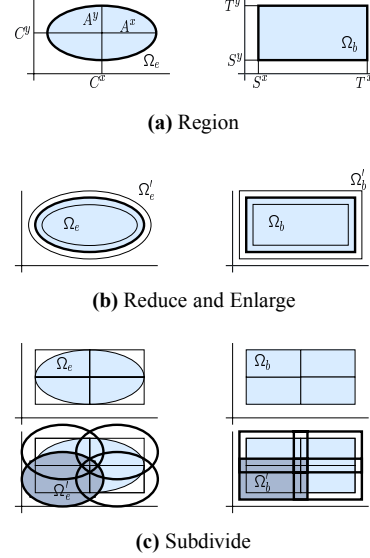 C^y A^y A^x Ω_e C^x
T^y S^y Ω_b S^x T^x
(a) Region
Ω_e Ω'_e
Ω_b Ω'_b
(b) Reduce and Enlarge
Ω_e Ω_b
Ω'_e Ω'_b
(c) Subdivide